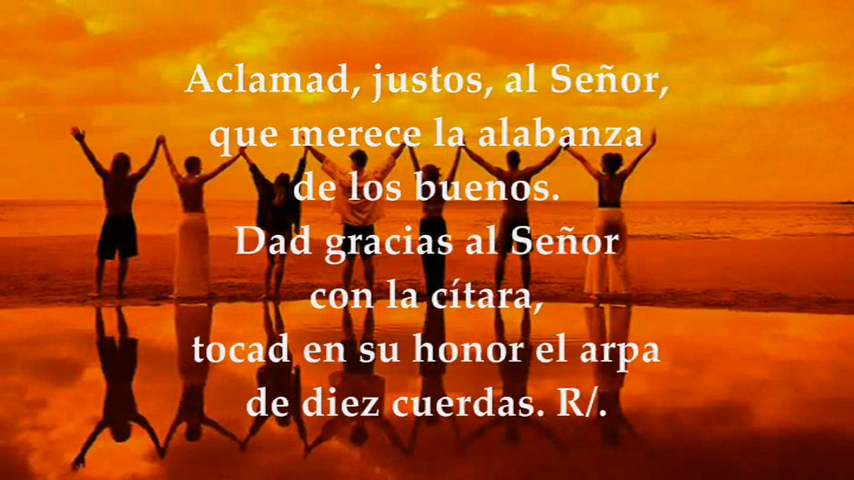 Aclamad, justos, al Señor,
que merece la alabanza
de los buenos.
Dad gracias al Señor
con la cítara,
tocad en su honor el arpa
de diez cuerdas. R/.